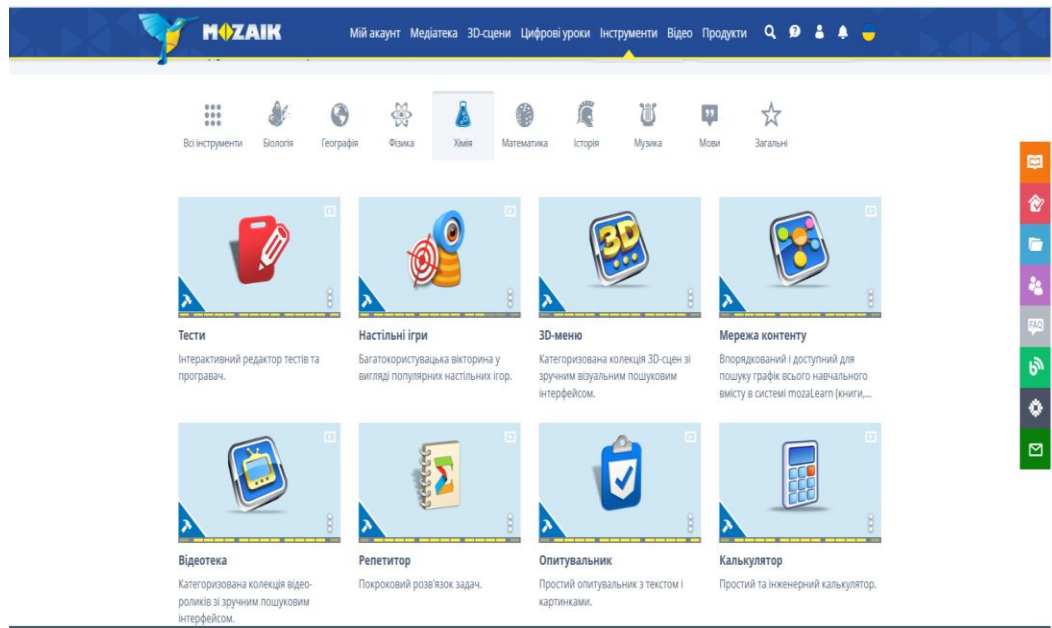 MOZAIK
Мій акаунт Медіатека 3D-сцени Цифрові уроки Інструменти Відео Продукти
Всі інструменти Біологія Географія Фізика Хімія Математика Історія Музика Мови Загальні
Тести
Інтерактивний редактор тестів та
програвач.
Настільні ігри
Багатокористувацька вікторина у
вигляді популярних настільних ігор.
3D
3D-меню
Категоризована колекція 3D-сцен зі
зручним візуальним пошуковим
інтерфейсом.
Мережа контенту
Впорядкований і доступний для
пошуку графік всього навчального
вмісту в системі mozaLearn (книги,...
Відеотека
Категоризована колекція відео-
роликів зі зручним пошуковим
інтерфейсом.
Репетитор
Покроковий розв'язок задач.
Опитувальник
Простий опитувальник з текстом і
картинками.
Калькулятор
Простий та інженерний калькулятор.
FAQ